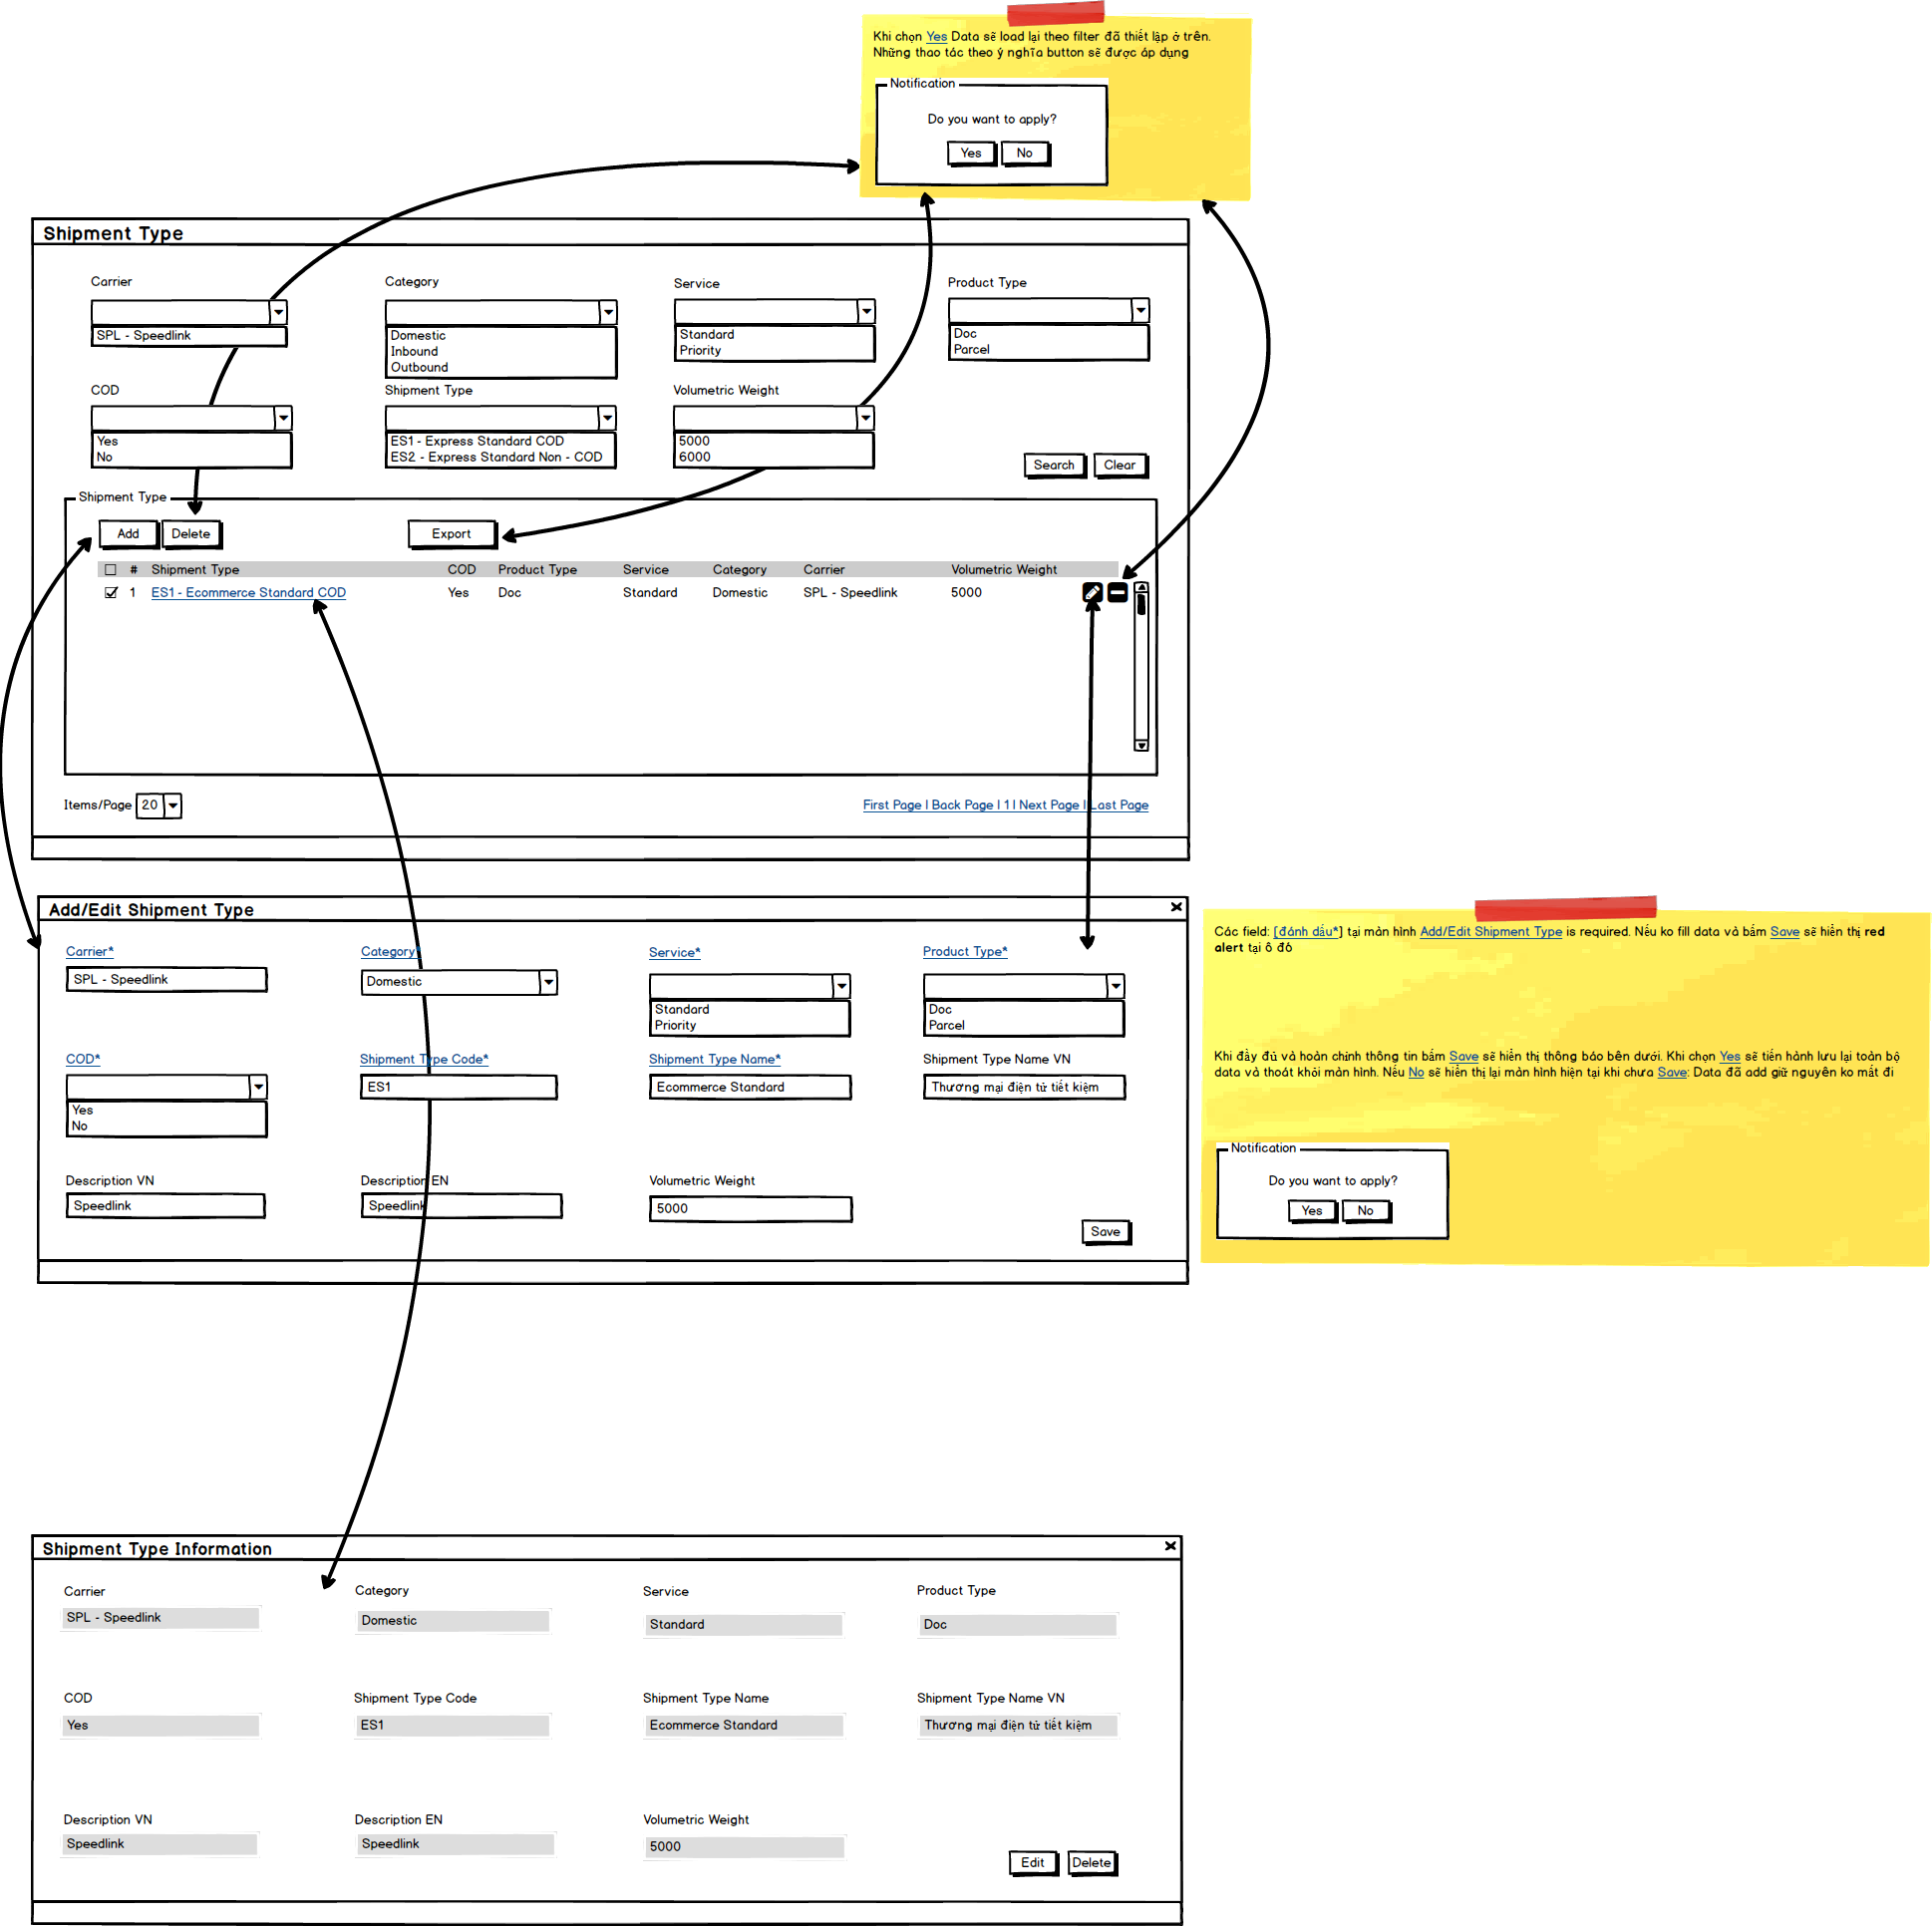 Khi chọn Yes Data sẽ load lại theo filter đã thiết lập ở trên.
Những thao tác theo ý nghĩa button sẽ được áp dụng
Notification
Do you want to apply?
Yes No
Shipment Type
Carrier Category Service Product Type
SPL - Speedlink
Domestic
Inbound
Outbound
Standard
Priority
Doc
Parcel
COD Shipment Type Volumetric Weight
Yes
No
ES1 - Express Standard COD
ES2 - Express Standard Non - COD
5000
6000
Search Clear
Shipment Type
Add Delete Export
# Shipment Type COD Product Type Service Category Carrier Volumetric Weight
1 ES1 - Ecommerce Standard COD Yes Doc Standard Domestic SPL - Speedlink 5000
Items/Page 20 First Page | Back Page | 1 | Next Page | Last Page
Add/Edit Shipment Type
Carrier* Category* Service* Product Type*
SPL - Speedlink Domestic
Standard
Priority
Doc
Parcel
COD* Shipment Type Code* Shipment Type Name* Shipment Type Name VN
ES1 Ecommerce Standard Thương mại điện tử tiết kiệm
Yes
No
Description VN Description EN Volumetric Weight
Speedlink Speedlink 5000
Save
Các field: [đánh dấu*] tại màn hình Add/Edit Shipment Type is required. Nếu ko fill data và bấm Save sẽ hiển thị red
alert tại ô đó
Khi đầy đủ và hoàn chỉnh thông tin bấm Save sẽ hiển thị thông báo bên dưới. Khi chọn Yes sẽ tiến hành lưu lại toàn bộ
data và thoát khỏi màn hình. Nếu No sẽ hiển thị lại màn hình hiện tại khi chưa Save: Data đã add giữ nguyên ko mất đi
Notification
Do you want to apply?
Yes No
Shipment Type Information
Carrier Category Service Product Type
SPL - Speedlink Domestic Standard Doc
COD Shipment Type Code Shipment Type Name Shipment Type Name VN
Yes ES1 Ecommerce Standard Thương mại điện tử tiết kiệm
Description VN Description EN Volumetric Weight
Speedlink Speedlink 5000
Edit Delete